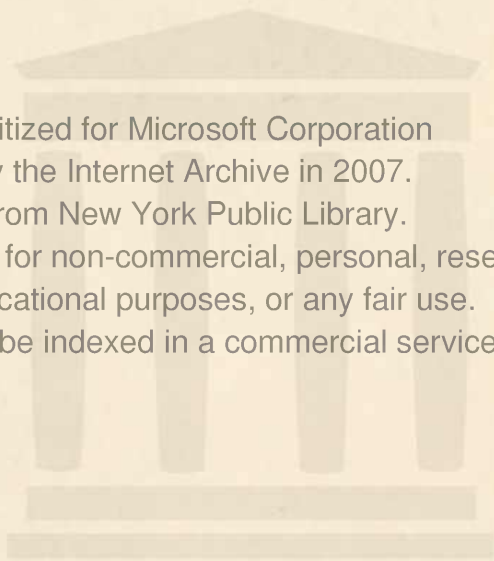 itized for Microsoft Corporation
the Internet Archive in 2007.
rom New York Public Library.
for non-commercial, personal, rese
cational purposes, or any fair use.
be indexed in a commercial service